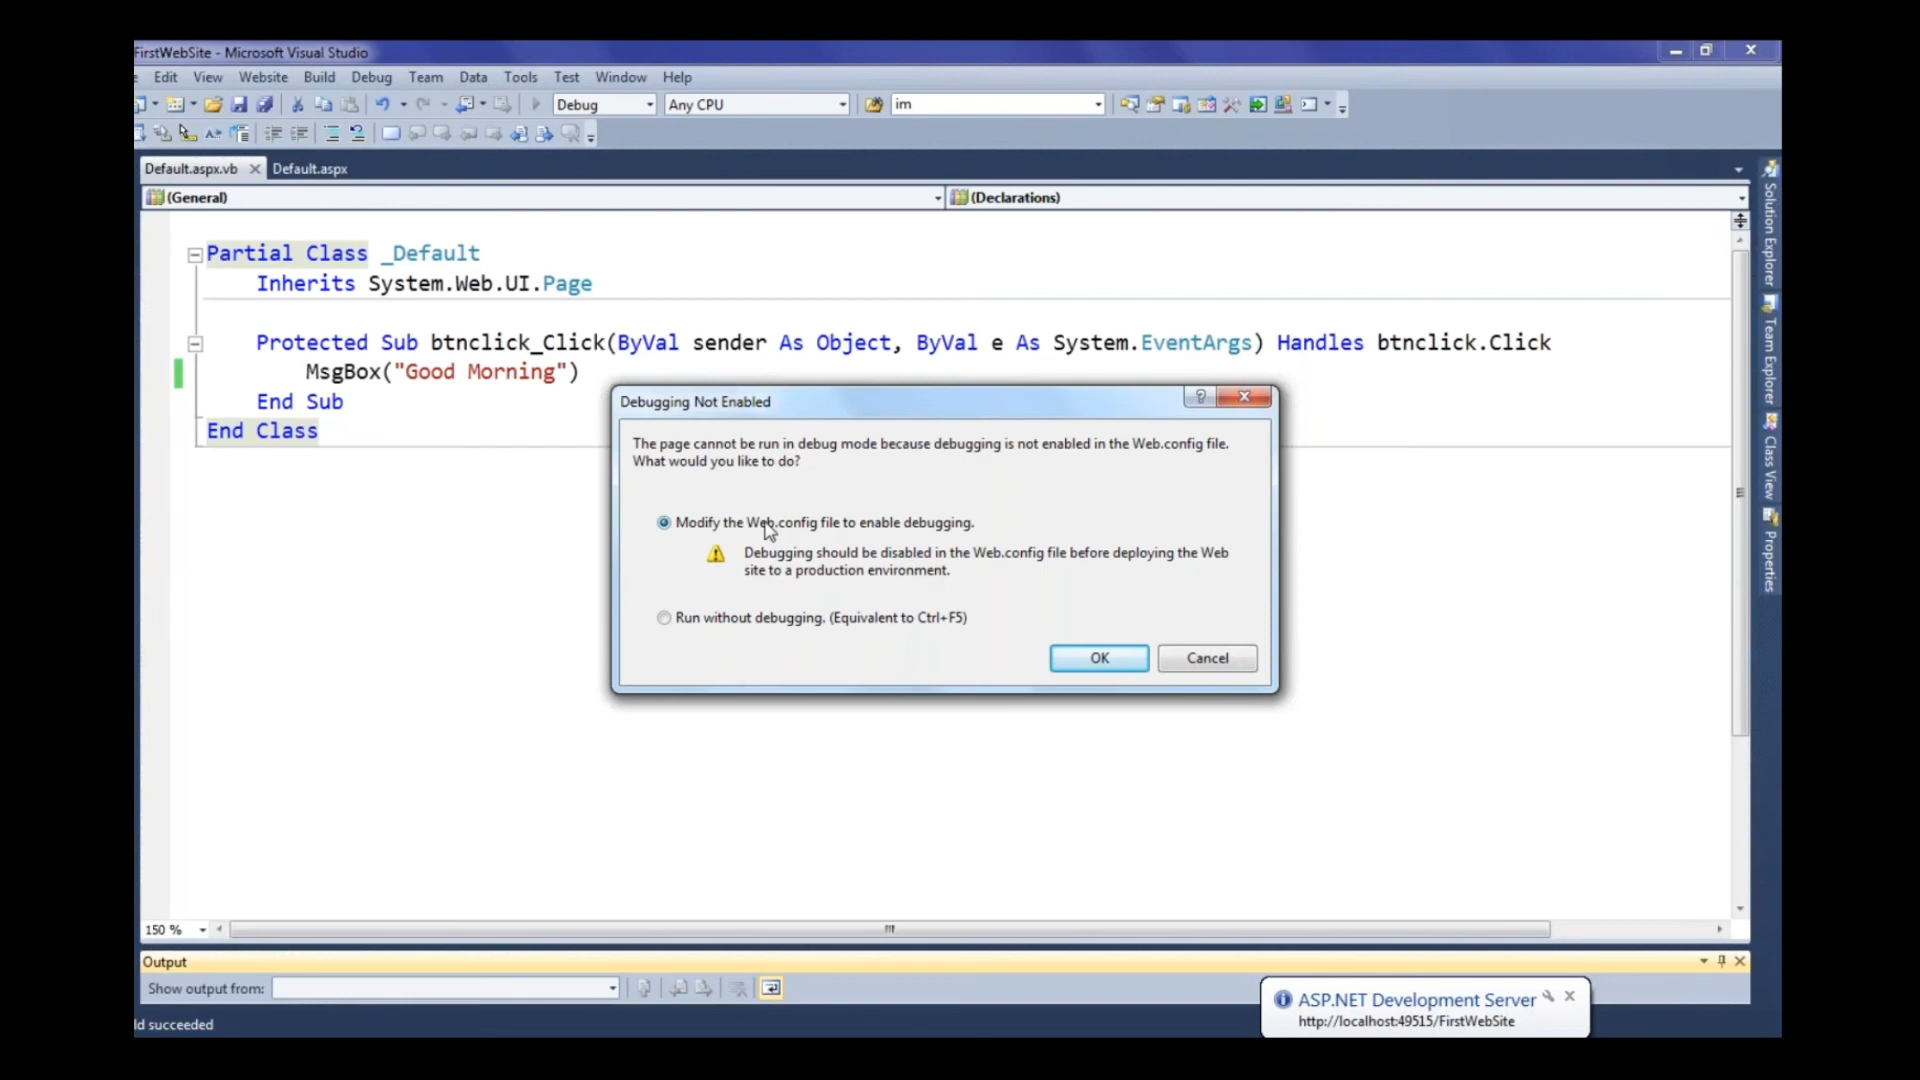 FirstWebSite - Microsoft Visual Studio
e Edit View Website Build Debug Team Data Tools Test Window Help
Debug Any CPU im
Default.aspx.vb Default.aspx
(General) (Declarations)
Partial Class _Default
Inherits System.Web.UI.Page
Protected Sub btnclick_Click(ByVal sender As Object, ByVal e As System.EventArgs) Handles btnclick.Click
MsgBox("Good Morning")
End Sub
End Class
Debugging Not Enabled
The page cannot be run in debug mode because debugging is not enabled in the Web.config file.
What would you like to do?
Modify the Web.config file to enable debugging.
Debugging should be disabled in the Web.config file before deploying the Web
site to a production environment.
Run without debugging. (Equivalent to Ctrl+F5)
OK Cancel
Solution Explorer
Team Explorer
Class View
Properties
150 %
Output
Show output from:
ASP.NET Development Server
http://localhost:49515/FirstWebSite
ld succeeded